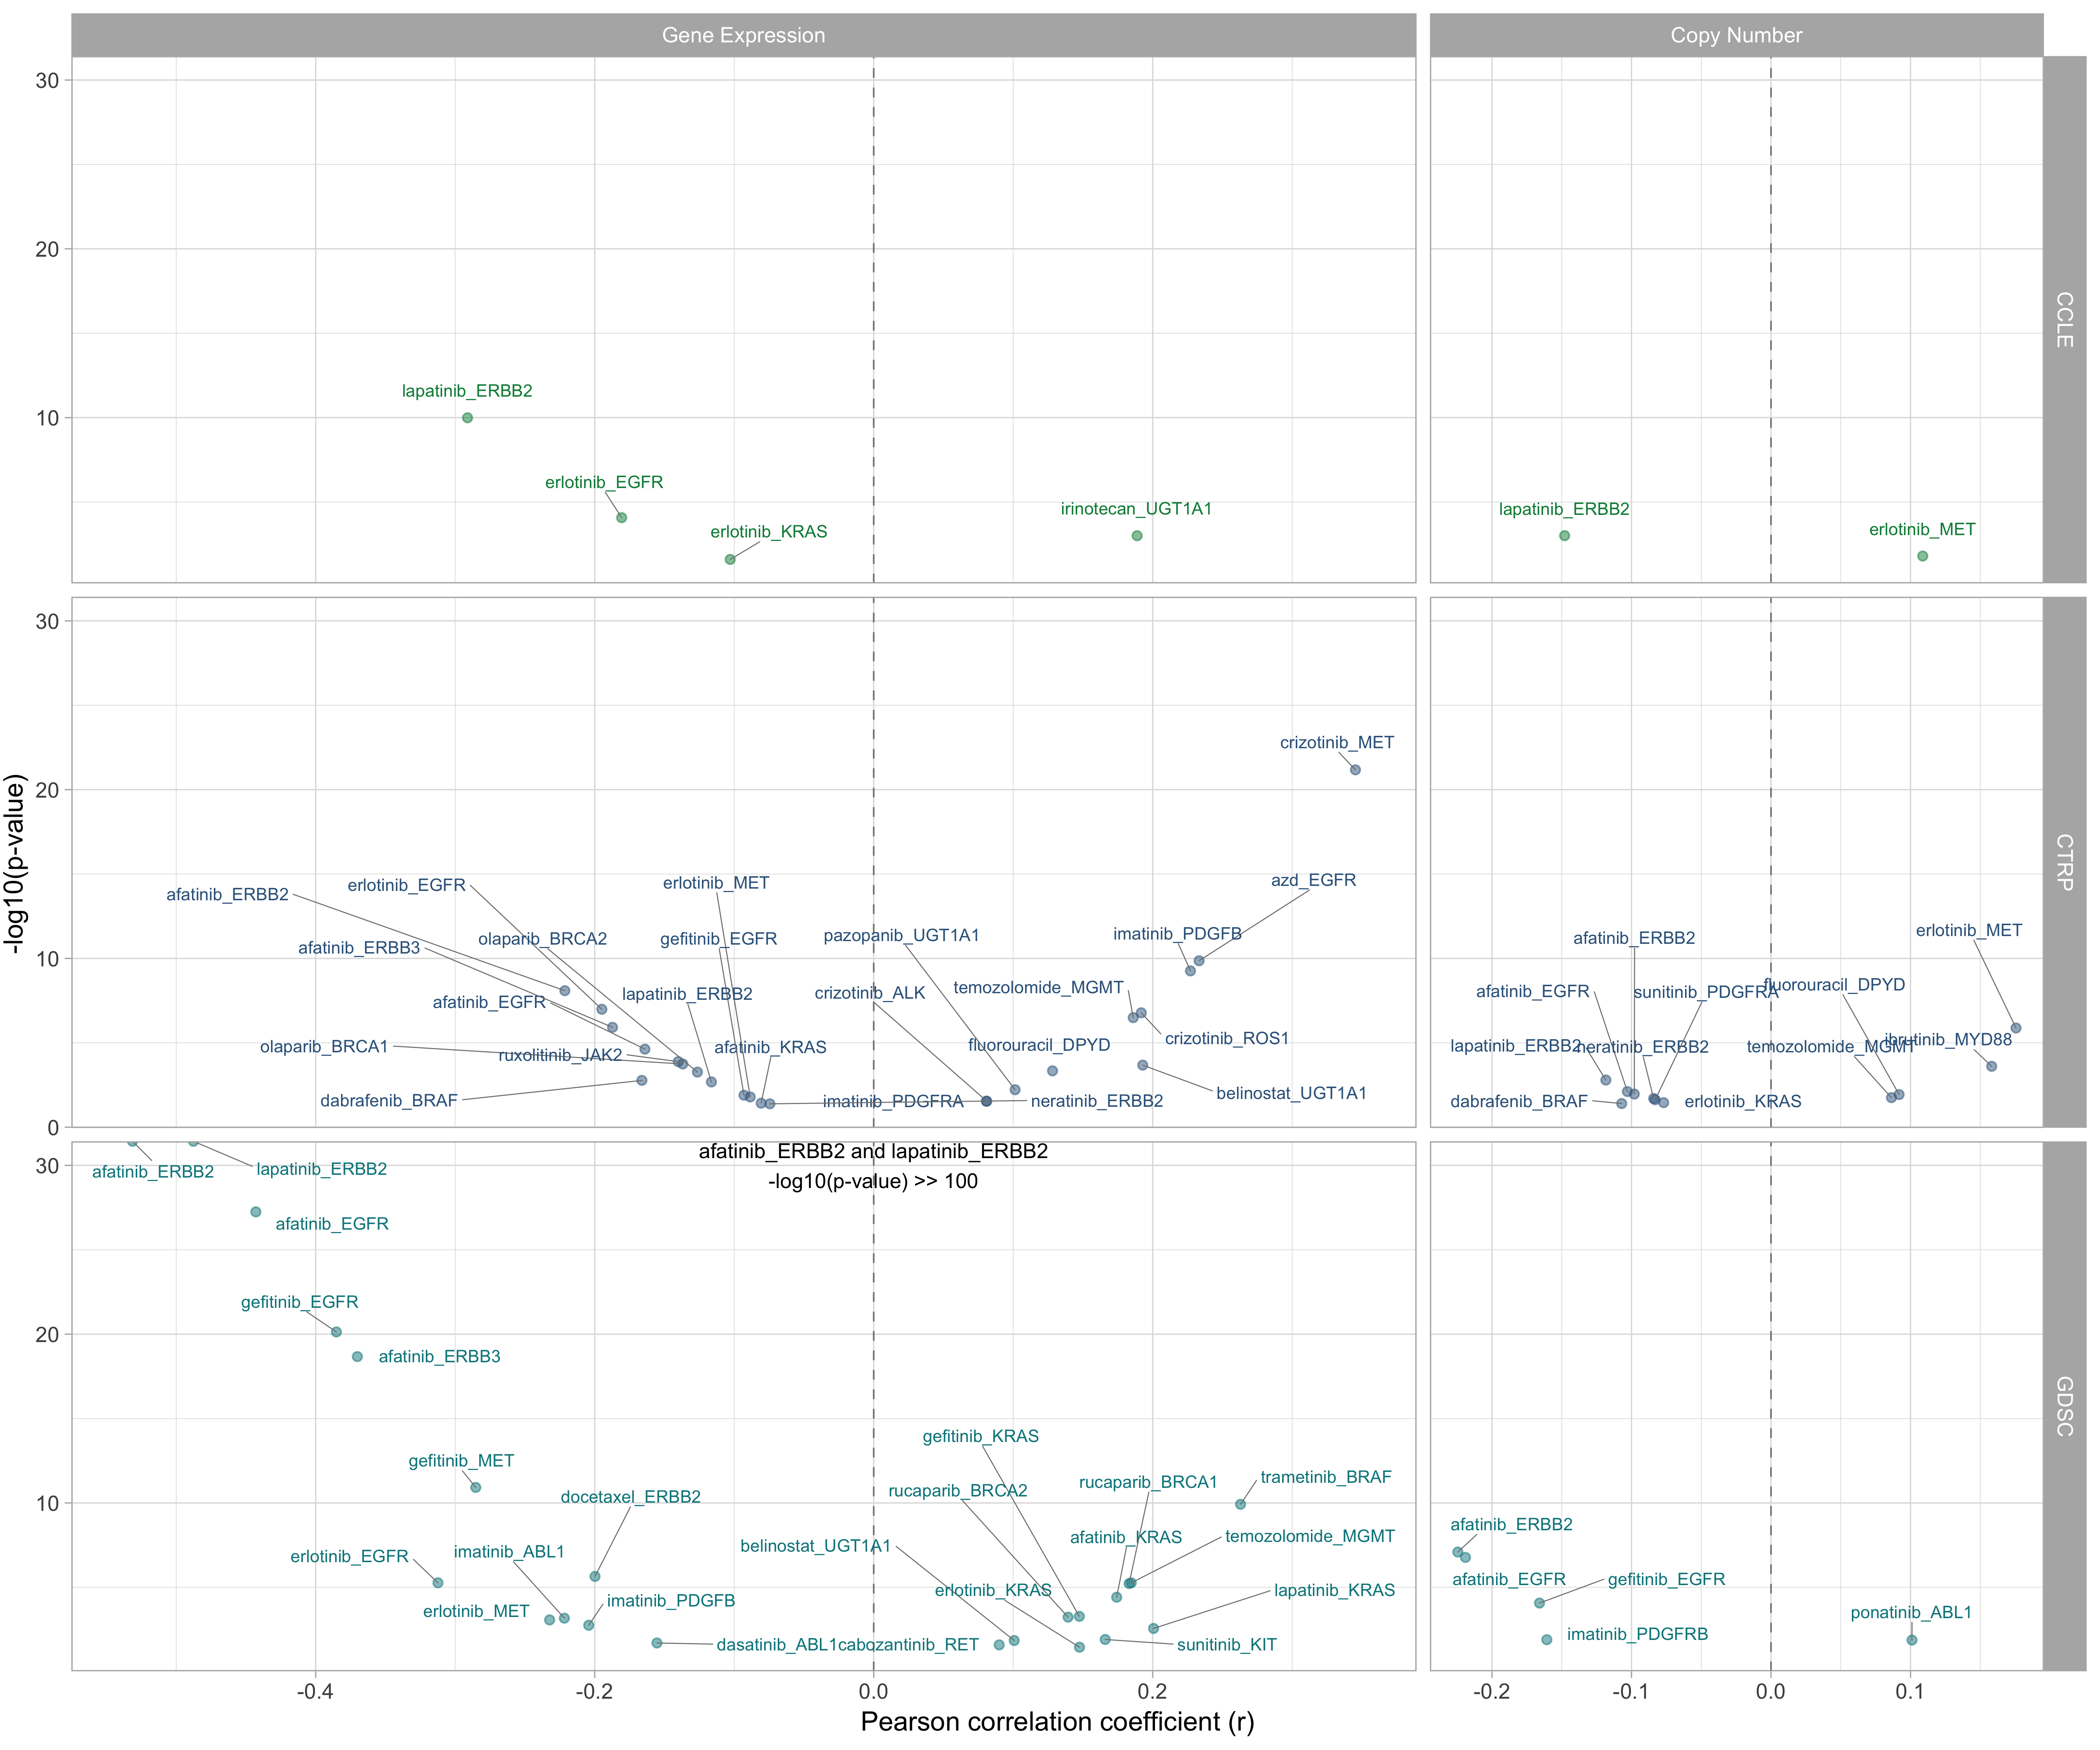 Gene Expression
Copy Number
30
20
10
CCLE
lapatinib_ERBB2
erlotinib_EGFR
erlotinib_KRAS
irinotecan_UGT1A1
lapatinib_ERBB2
erlotinib_MET
-log10(p-value)
30
20
10
0
CTRP
crizotinib_MET
azd_EGFR
erlotinib_MET
erlotinib_EGFR
afatinib_ERBB2
olaparib_BRCA2
gefitinib_EGFR
pazopanib_UGT1A1
imatinib_PDGFB
afatinib_ERBB3
afatinib_EGFR
lapatinib_ERBB2
crizotinib_ALK
temozolomide_MGMT
crizotinib_ROS1
olaparib_BRCA1
ruxolitinib_JAK2
afatinib_KRAS
fluorouracil_DPYD
dabrafenib_BRAF
imatinib_PDGFRA
neratinib_ERBB2
belinostat_UGT1A1
erlotinib_MET
afatinib_ERBB2
afatinib_EGFR
sunitinib_PDGFRA
fluorouracil_DPYD
lapatinib_ERBB2
neratinib_ERBB2
temozolomide_MGMT
ibrutinib_MYD88
dabrafenib_BRAF
erlotinib_KRAS
30
20
10
GDSC
afatinib_ERBB2 and lapatinib_ERBB2
-log10(p-value) >> 100
afatinib_ERBB2
lapatinib_ERBB2
afatinib_EGFR
gefitinib_EGFR
afatinib_ERBB3
gefitinib_KRAS
gefitinib_MET
docetaxel_ERBB2
rucaparib_BRCA2
rucaparib_BRCA1
trametinib_BRAF
erlotinib_EGFR
imatinib_ABL1
belinostat_UGT1A1
afatinib_KRAS
temozolomide_MGMT
erlotinib_MET
imatinib_PDGFB
erlotinib_KRAS
lapatinib_KRAS
dasatinib_ABL1
cabozantinib_RET
sunitinib_KIT
afatinib_ERBB2
afatinib_EGFR
gefitinib_EGFR
imatinib_PDGFRB
ponatinib_ABL1
-0.4
-0.2
0.0
0.2
-0.2
-0.1
0.0
0.1
Pearson correlation coefficient (r)